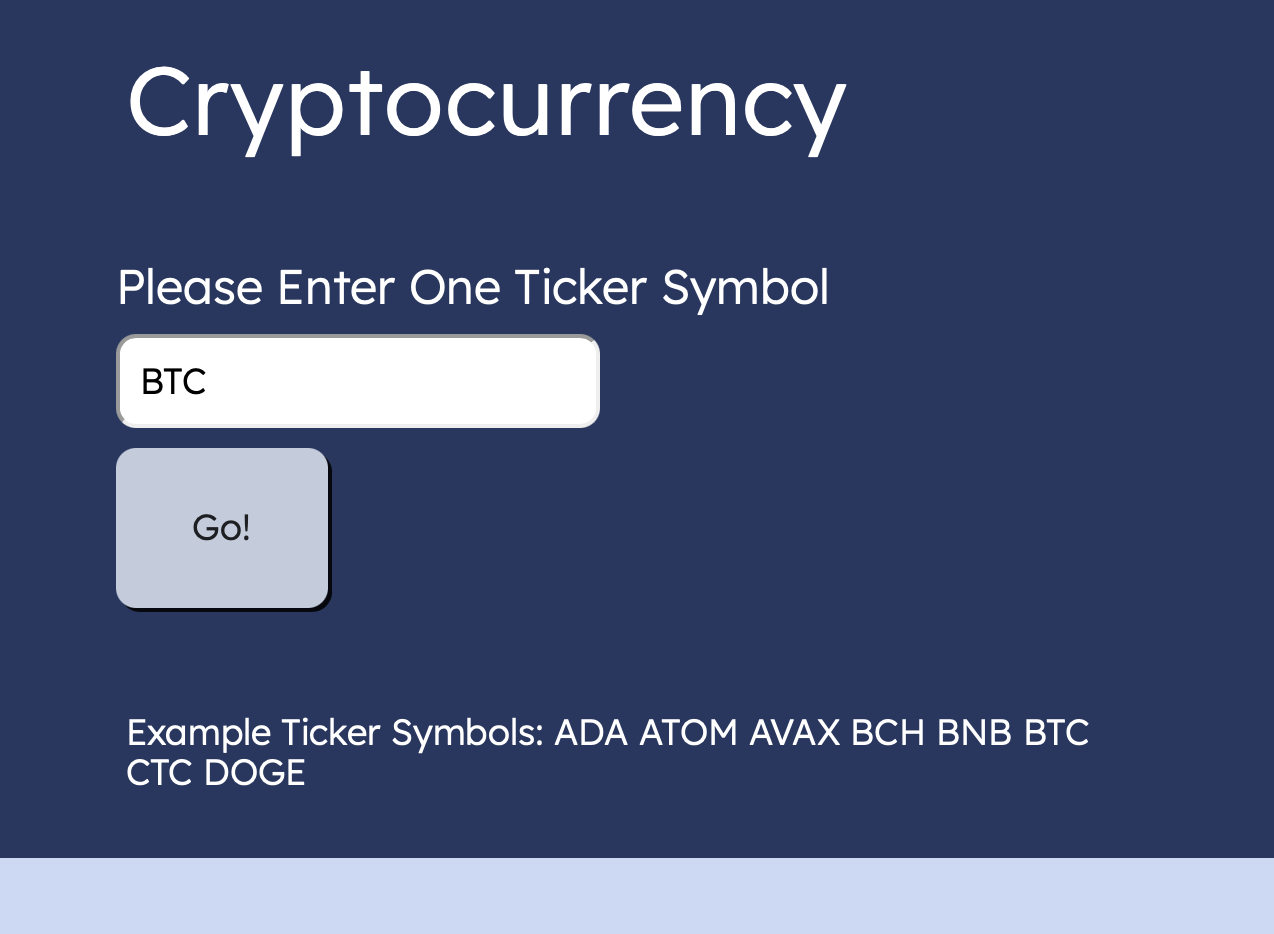 Cryptocurrency
Please Enter One Ticker Symbol
BTC
Go!
Example Ticker Symbols: ADA ATOM AVAX BCH BNB BTC
CTC DOGE